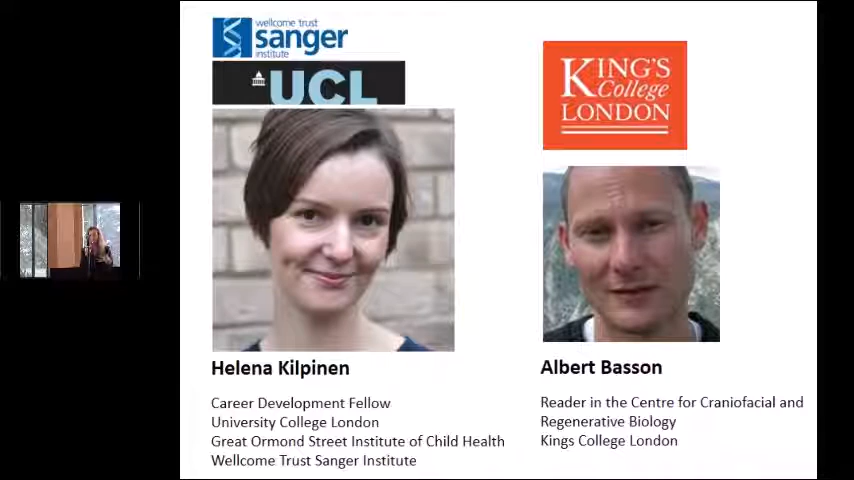 wellcome trust
sanger
institute
UCL
KING'S
College
LONDON
Helena Kilpinen
Career Development Fellow
University College London
Great Ormond Street Institute of Child Health
Wellcome Trust Sanger Institute
Albert Basson
Reader in the Centre for Craniofacial and
Regenerative Biology
Kings College London